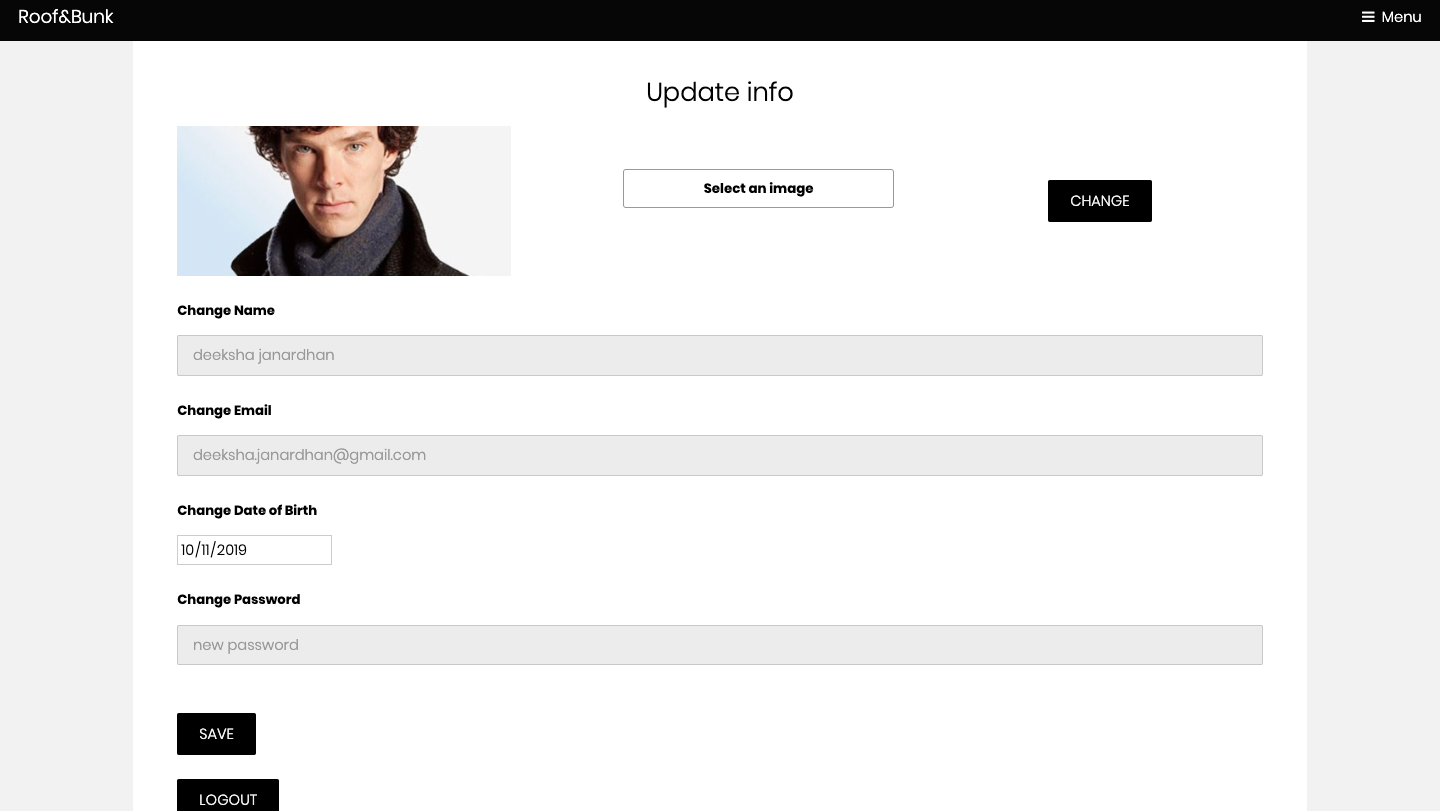 Roof&Bunk
Menu
Update info
Select an image
CHANGE
Change Name
deeksha janardhan
Change Email
deeksha.janardhan@gmail.com
Change Date of Birth
10/11/2019
Change Password
new password
SAVE
LOGOUT